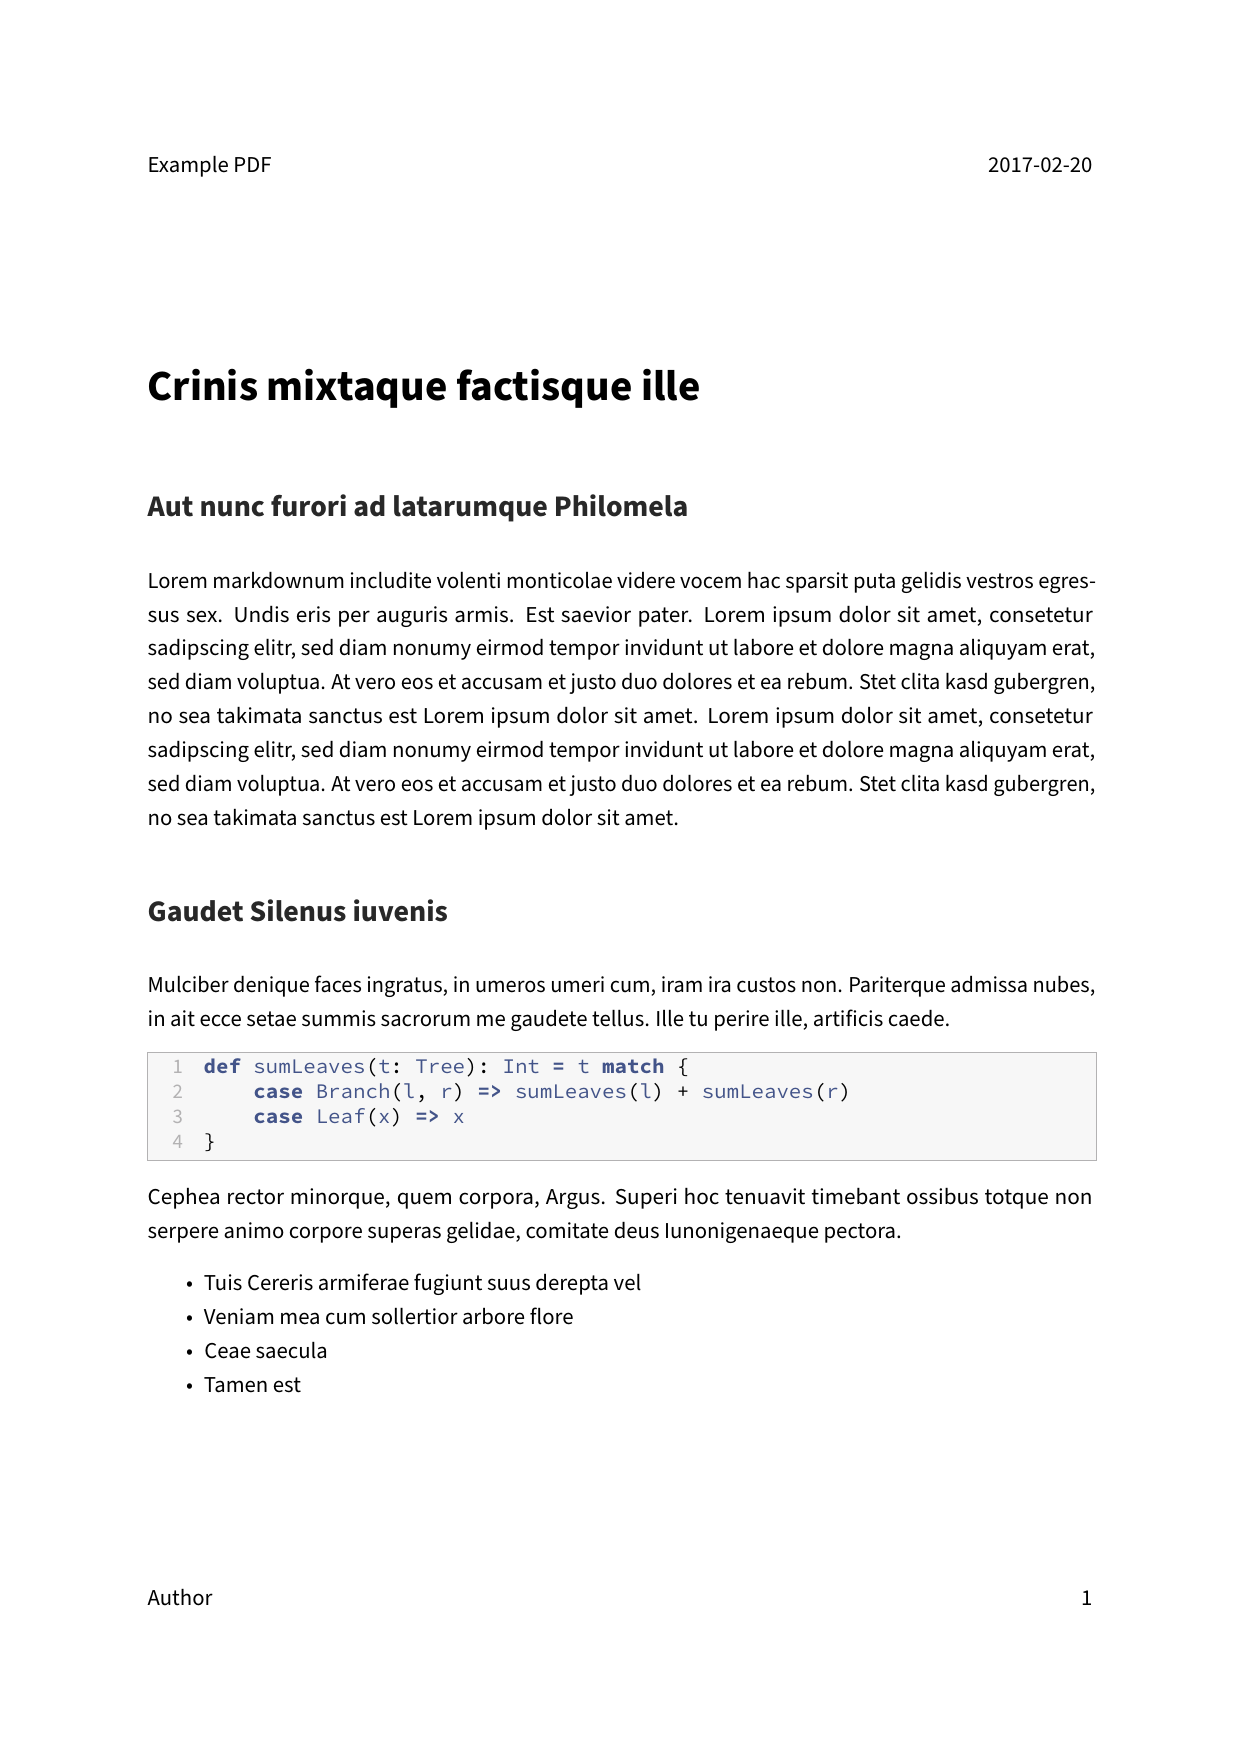 Example PDF 2017-02-20
Crinis mixtaque factisque ille
Aut nunc furori ad latarumque Philomela
Lorem markdownum includite volenti monticolae videre vocem hac sparsit puta gelidis vestros egres-
sus sex. Undis eris per auguris armis. Est saevior pater. Lorem ipsum dolor sit amet, consetetur
sadipscing elitr, sed diam nonumy eirmod tempor invidunt ut labore et dolore magna aliquyam erat,
sed diam voluptua. At vero eos et accusam et justo duo dolores et ea rebum. Stet clita kasd gubergren,
no sea takimata sanctus est Lorem ipsum dolor sit amet. Lorem ipsum dolor sit amet, consetetur
sadipscing elitr, sed diam nonumy eirmod tempor invidunt ut labore et dolore magna aliquyam erat,
sed diam voluptua. At vero eos et accusam et justo duo dolores et ea rebum. Stet clita kasd gubergren,
no sea takimata sanctus est Lorem ipsum dolor sit amet.
Gaudet Silenus iuvenis
Mulciber denique faces ingratus, in umeros umeri cum, iram ira custos non. Pariterque admissa nubes,
in ait ecce setae summis sacrorum me gaudete tellus. Ille tu perire ille, artificis caede.
1 def sumLeaves(t: Tree): Int = t match {
2     case Branch(l, r) => sumLeaves(l) + sumLeaves(r)
3     case Leaf(x) => x
4 }
Cephea rector minorque, quem corpora, Argus. Superi hoc tenuavit timebant ossibus totque non
serpere animo corpore superas gelidae, comitate deus Iunonigenaeque pectora.
• Tuis Cereris armiferae fugiunt suus derepta vel
• Veniam mea cum sollertior arbore flore
• Ceae saecula
• Tamen est
Author 1